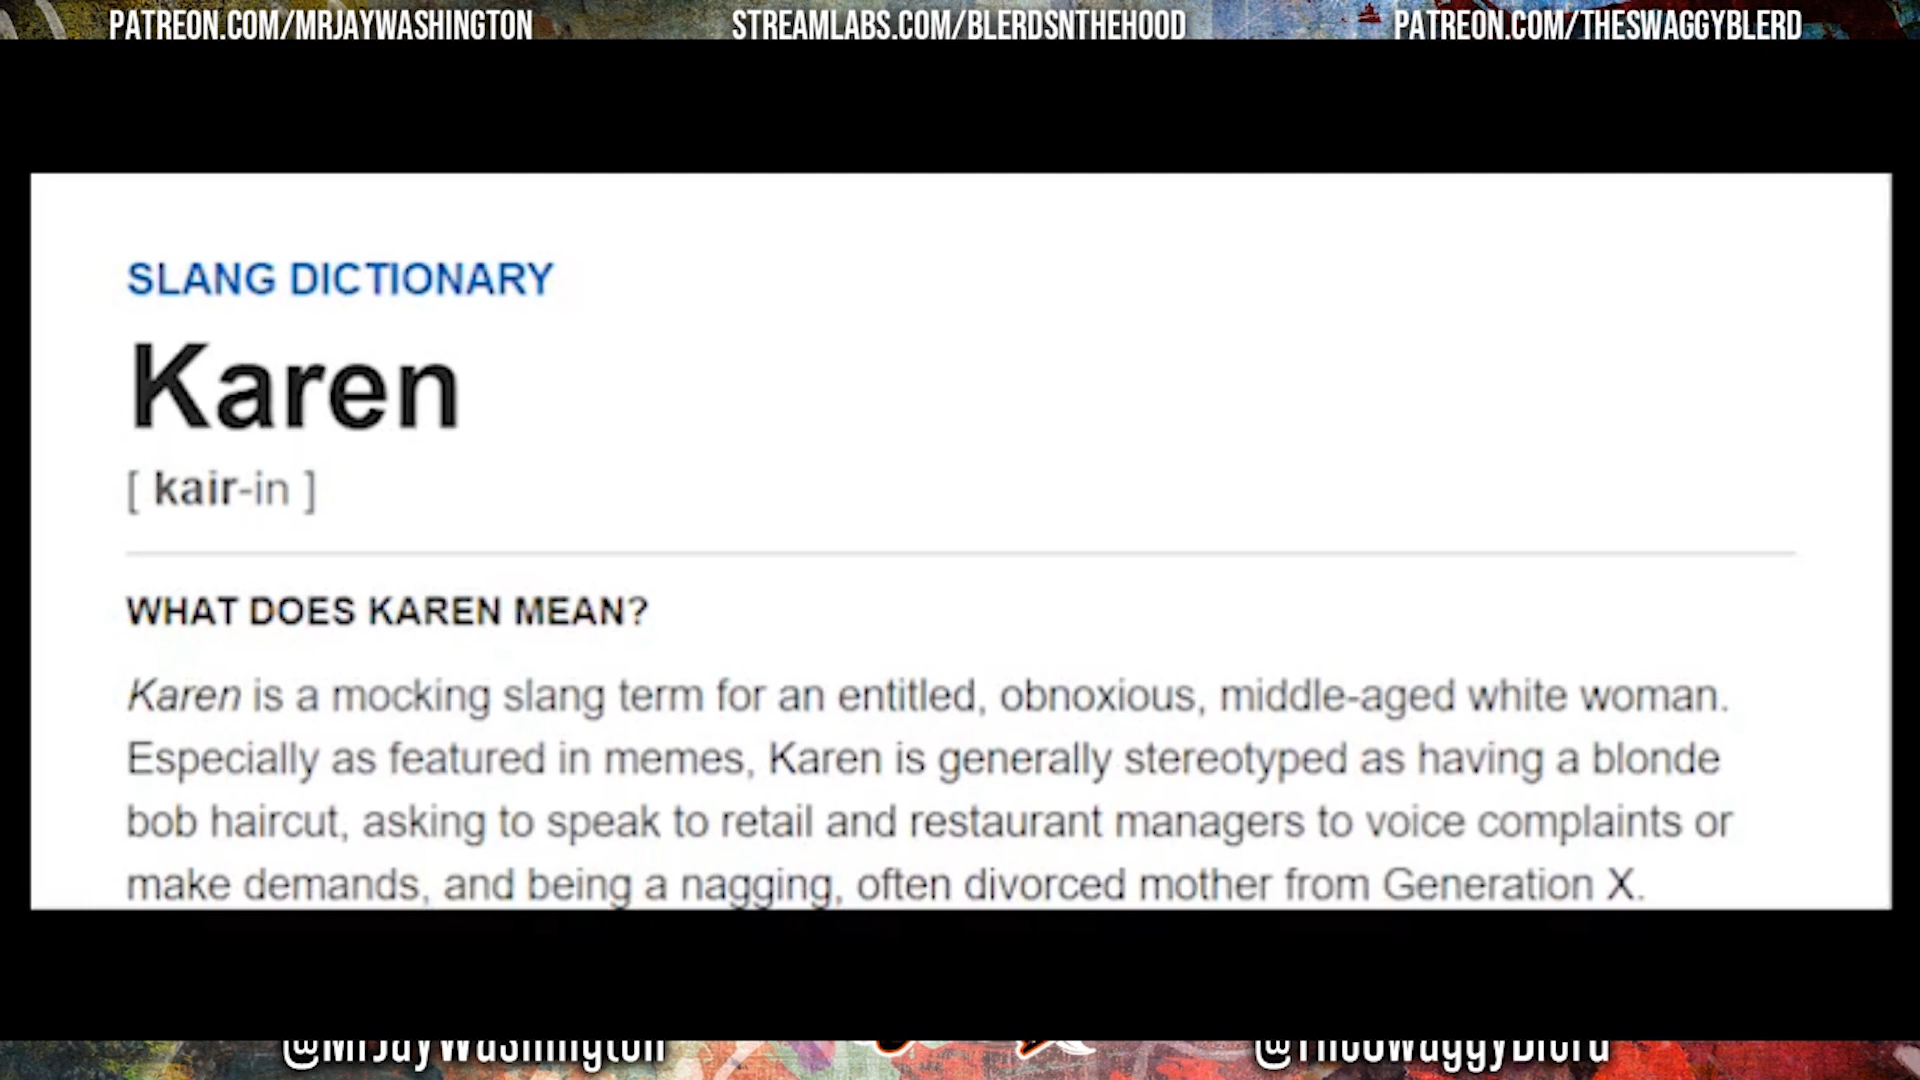 PATREON.COM/MRJAYWASHINGTON STREAMLABS.COM/BLERDSNTHEHOOD PATREON.COM/THESWAGGYBLERD
SLANG DICTIONARY
Karen
[ kair-in ]
WHAT DOES KAREN MEAN?
Karen is a mocking slang term for an entitled, obnoxious, middle-aged white woman.
Especially as featured in memes, Karen is generally stereotyped as having a blonde
bob haircut, asking to speak to retail and restaurant managers to voice complaints or
make demands, and being a nagging, often divorced mother from Generation X.
@MrJayWashington @TheSwaggyBlerd